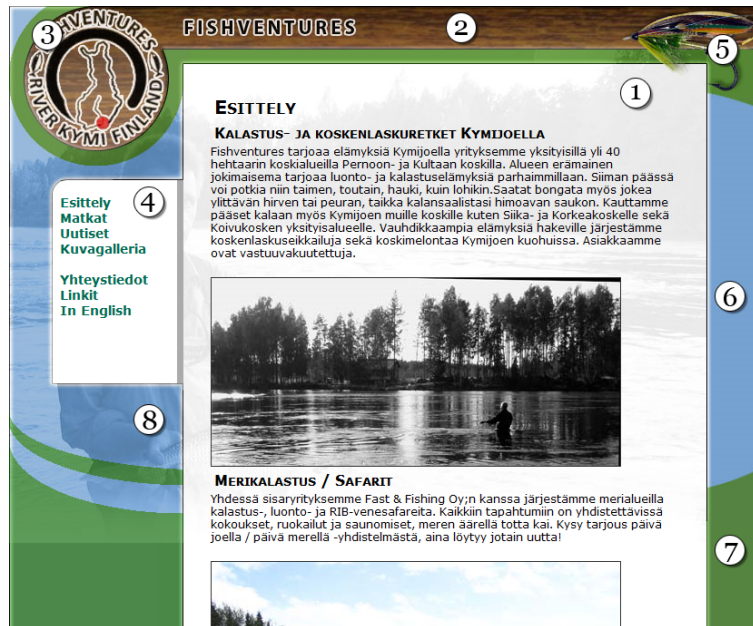 3
FISHVENTURES
RIVER KYMI FINLAND
FISHVENTURES
2
5
1
4
Esittely
Matkat
Uutiset
Kuvagalleria
Yhteystiedot
Linkit
In English
8
Esittely
Kalastus- ja koskenlaskuretket Kymijoella
Fishventures tarjoaa elämyksiä Kymijoella yrityksemme yksityisillä yli 40
hehtaarin koskialueilla Pernoon- ja Kultaan koskilla. Alueen erämainen
jokimaisema tarjoaa luonto- ja kalastuselämyksiä parhaimmillaan. Siiman päässä
voi potkia niin taimen, toutain, hauki, kuin lohikin.Saatat bongata myös jokea
ylittävän hirven tai peuran, taikka kalansaalistasi himoavan saukon. Kauttamme
pääset kalaan myös Kymijoen muille koskille kuten Siika- ja Korkeakoskelle sekä
Koivukosken yksityisalueelle. Vauhdikkaampia elämyksiä hakeville järjestämme
koskenlaskuseikkailuja sekä koskimelontaa Kymijoen kuohuissa. Asiakkaamme
ovat vastuuvakuutettuja.
Merikalastus / Safarit
Yhdessä sisaryrityksemme Fast & Fishing Oy;n kanssa järjestämme merialueilla
kalastus-, luonto- ja RIB-venesafareita. Kaikkiin tapahtumiin on yhdistettävissä
kokoukset, ruokailut ja saunomiset, meren äärellä totta kai. Kysy tarjous päivä
joella / päivä merellä -yhdistelmästä, aina löytyy jotain uutta!
6
7